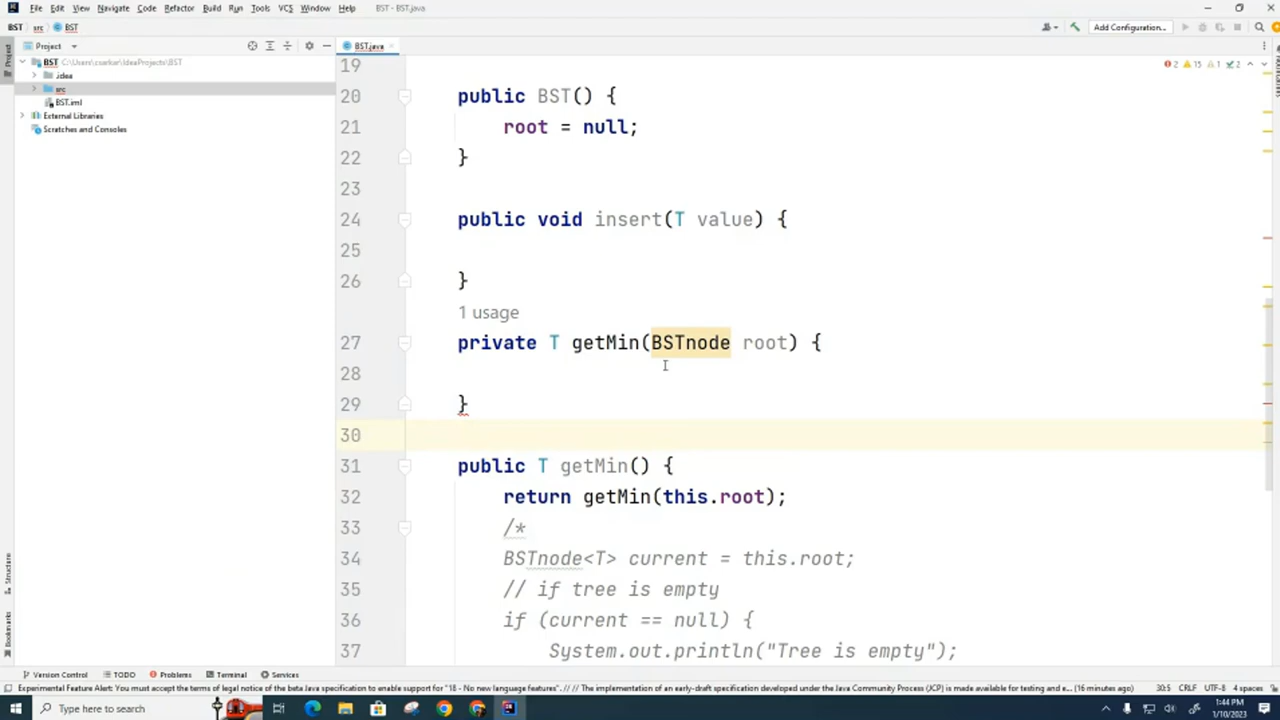 File Edit View Navigate Code Refactor Build Run Tools VCS Window Help BST - BST.java
BST src BST Add Configuration...
Project BST.java
BST C:\Users\csarkar\IdeaProjects\BST
.idea
src
BST.iml
External Libraries
Scratches and Consoles
Project
Structure
Bookmarks
2 15 1 2
19
20 public BST() {
21 root = null;
22 }
23
24 public void insert(T value) {
25
26 }
1 usage
27 private T getMin(BSTnode root) {
28
29 }
30
31 public T getMin() {
32 return getMin(this.root);
33 /*
34 BSTnode<T> current = this.root;
35 // if tree is empty
36 if (current == null) {
37 System.out.println("Tree is empty");
Version Control TODO Problems Terminal Services
Experimental Feature Alert: You must accept the terms of legal notice of the beta Java specification to enable support for "18 - No new language features". // // The implementation of an early-draft specification developed under the Java Community Process (JCP) is made available for testing and e... (16 minutes ago) 30:5 CRLF UTF-8 4 spaces
Type here to search 1:44 PM
1/10/2023